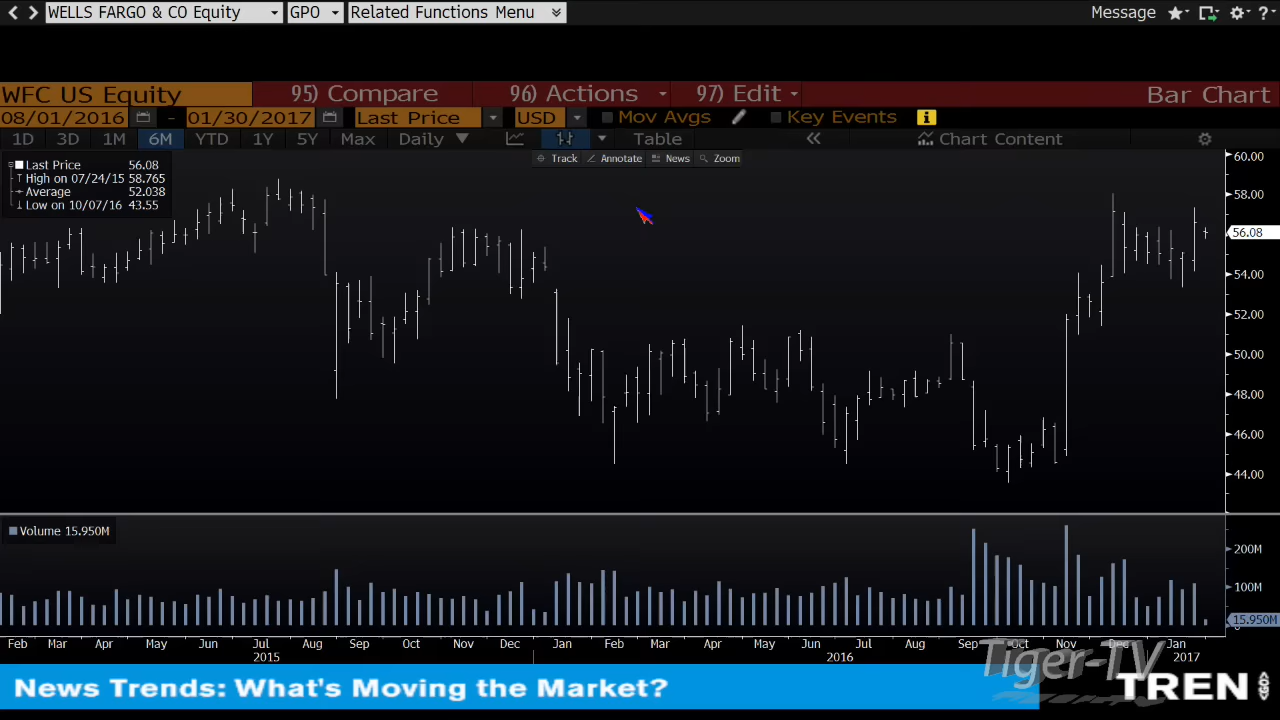 WELLS FARGO & CO Equity GPO Related Functions Menu Message ?
WFC US Equity 95) Compare 96) Actions 97) Edit Bar Chart
08/01/2016 - 01/30/2017 Last Price USD Mov Avgs Key Events i
1D 3D 1M 6M YTD 1Y 5Y Max Daily ▼ Table « Chart Content
Track Annotate News Zoom
Last Price 56.08
High on 07/24/15 58.765
Average 52.038
Low on 10/07/16 43.55
60.00
58.00
56.08
54.00
52.00
50.00
48.00
46.00
44.00
Volume 15.950M
200M
100M
15.950M
0
Feb Mar Apr May Jun Jul Aug Sep Oct Nov Dec Jan Feb Mar Apr May Jun Jul Aug Sep Oct Nov Dec Jan
2015 2016 2017
Tiger-TV
News Trends: What's Moving the Market?
TREN